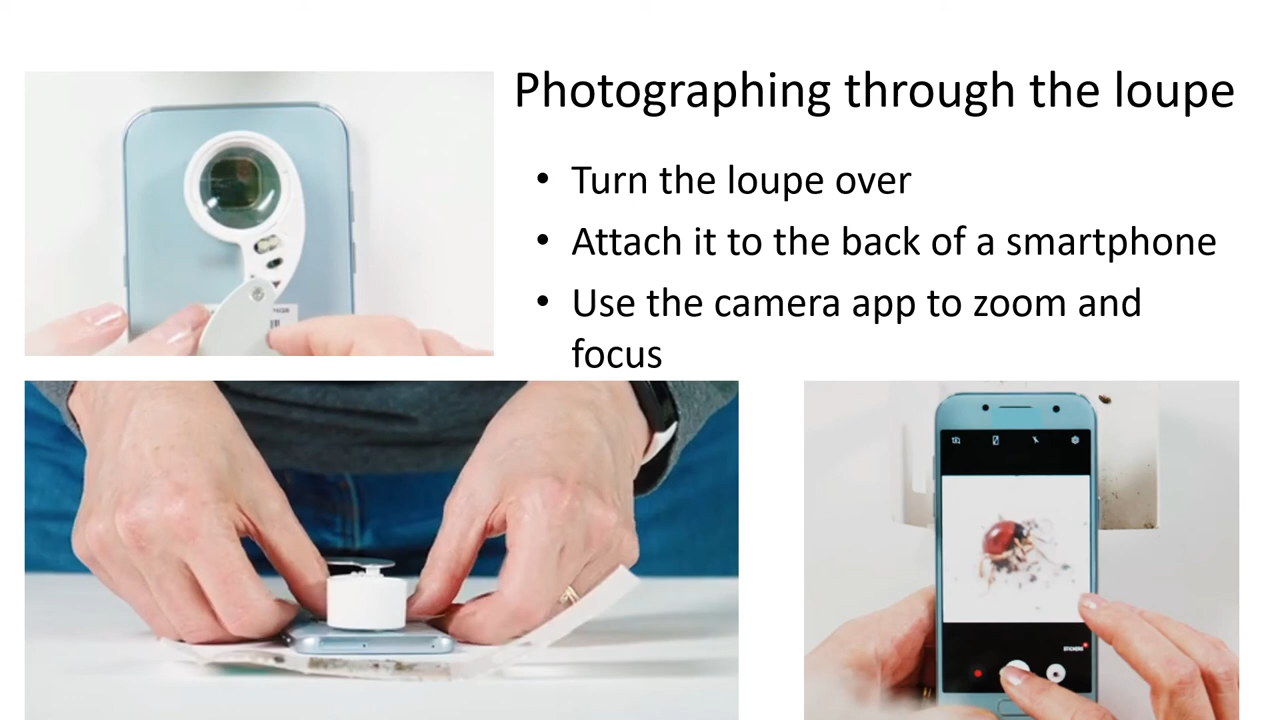 Photographing through the loupe
• Turn the loupe over
• Attach it to the back of a smartphone
• Use the camera app to zoom and
focus
STICKERS